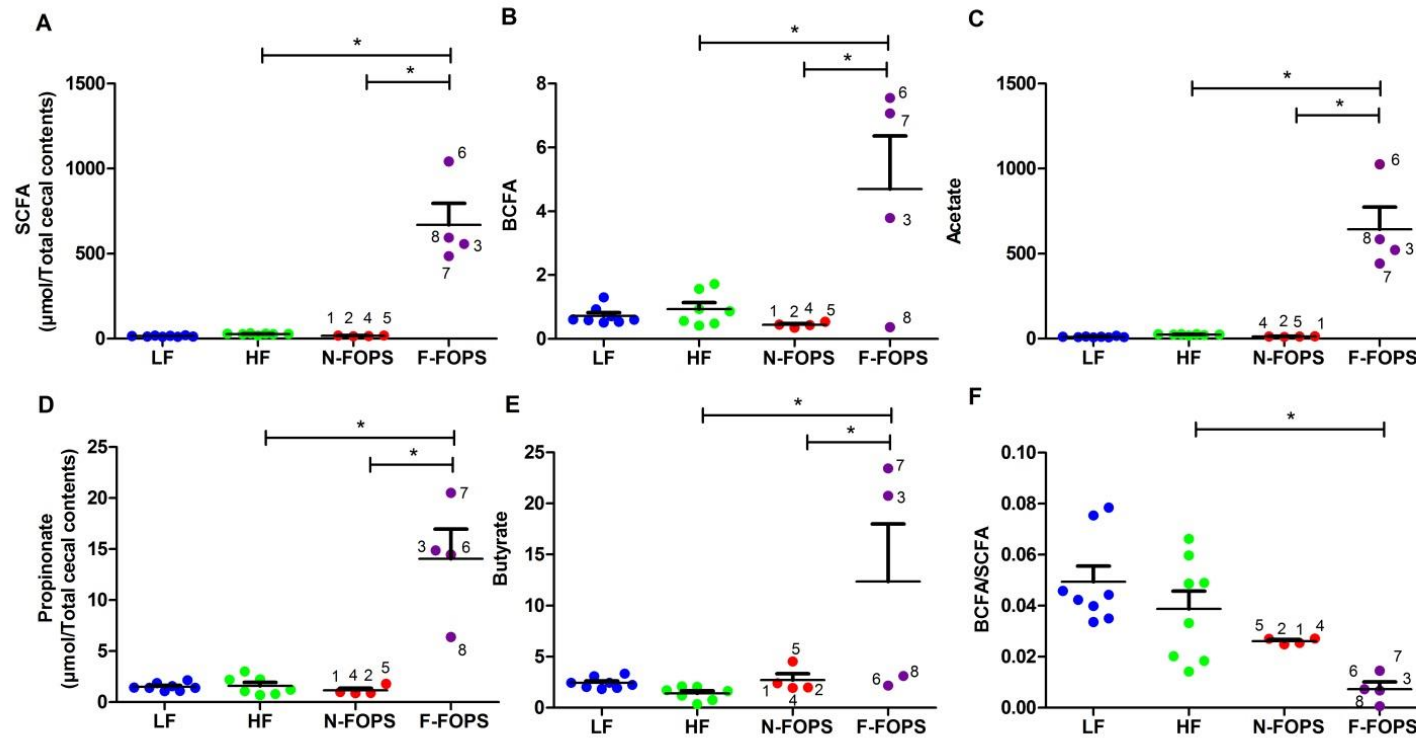 A
*
*
SCFA
(µmol/Total cecal contents)
1500
1000
500
0
6
8
3
7
1 2 4 5
LF HF N-FOPS F-FOPS
B
*
*
BCFA
8
6
4
2
0
6
7
3
8
1 2 4 5
LF HF N-FOPS F-FOPS
C
*
*
Acetate
1500
1000
500
0
6
8
3
7
4 2 5 1
LF HF N-FOPS F-FOPS
D
*
*
Propinonate
(µmol/Total cecal contents)
25
20
15
10
5
0
7
3 6
8
1 4 2 5
LF HF N-FOPS F-FOPS
E
*
*
Butyrate
25
20
15
10
5
0
7
3
5
1 2
4
6 8
LF HF N-FOPS F-FOPS
F
*
BCFA/SCFA
0.10
0.08
0.06
0.04
0.02
0.00
5 2 1 4
7
6 3
8
LF HF N-FOPS F-FOPS